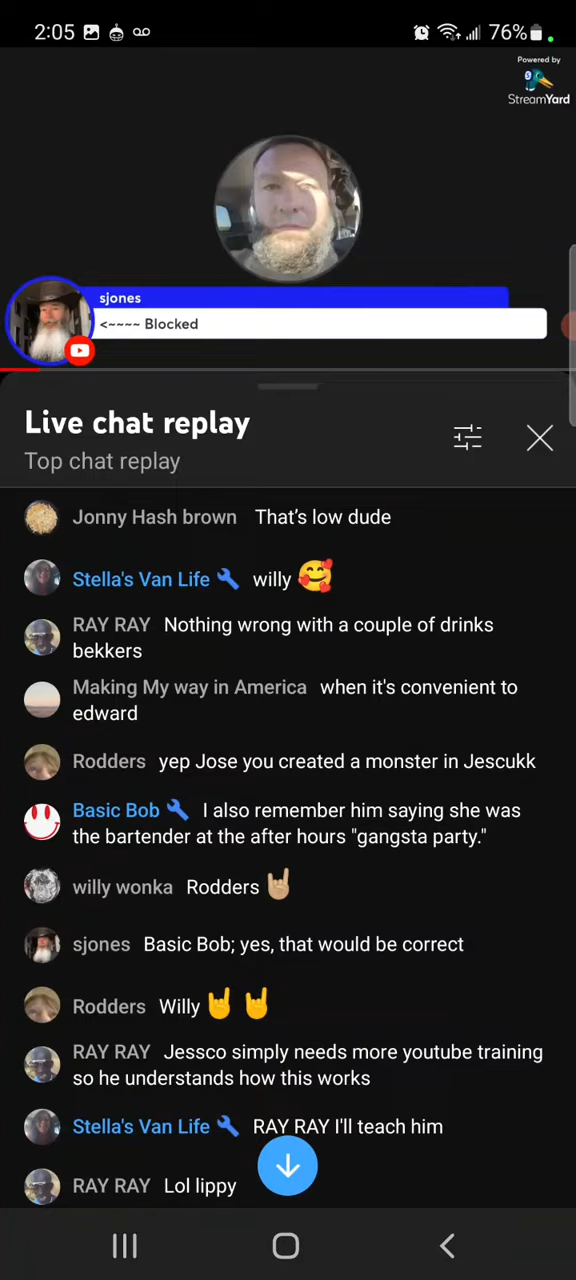 2:05
76%
Powered by
StreamYard
sjones
<~~~~ Blocked
Live chat replay
Top chat replay
Jonny Hash brown That’s low dude
Stella's Van Life willy 🥰
RAY RAY Nothing wrong with a couple of drinks
bekkers
Making My way in America when it's convenient to
edward
Rodders yep Jose you created a monster in Jescukk
Basic Bob I also remember him saying she was
the bartender at the after hours "gangsta party."
willy wonka Rodders 🤘🏼
sjones Basic Bob; yes, that would be correct
Rodders Willy 🤘 🤘
RAY RAY Jessco simply needs more youtube training
so he understands how this works
Stella's Van Life RAY RAY I'll teach him
RAY RAY Lol lippy